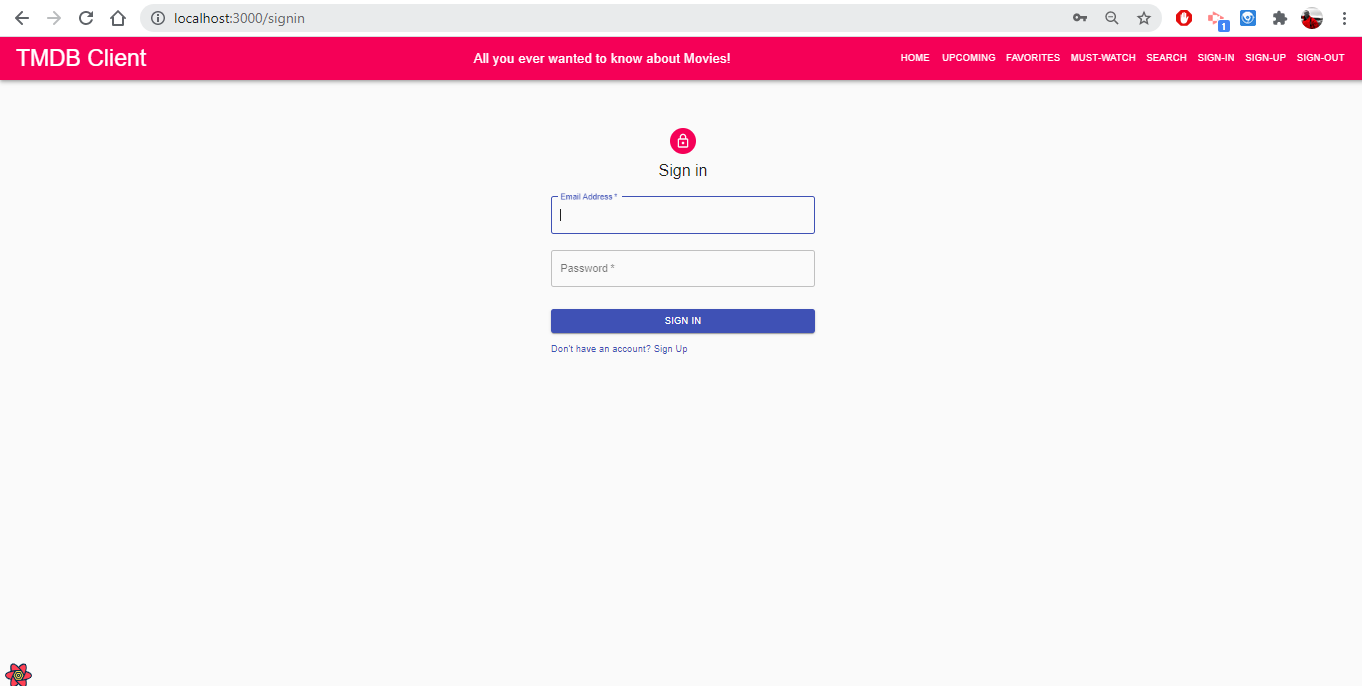 localhost:3000/signin
1
TMDB Client
All you ever wanted to know about Movies!
HOME UPCOMING FAVORITES MUST-WATCH SEARCH SIGN-IN SIGN-UP SIGN-OUT
Sign in
Email Address *
Password *
SIGN IN
Don't have an account? Sign Up